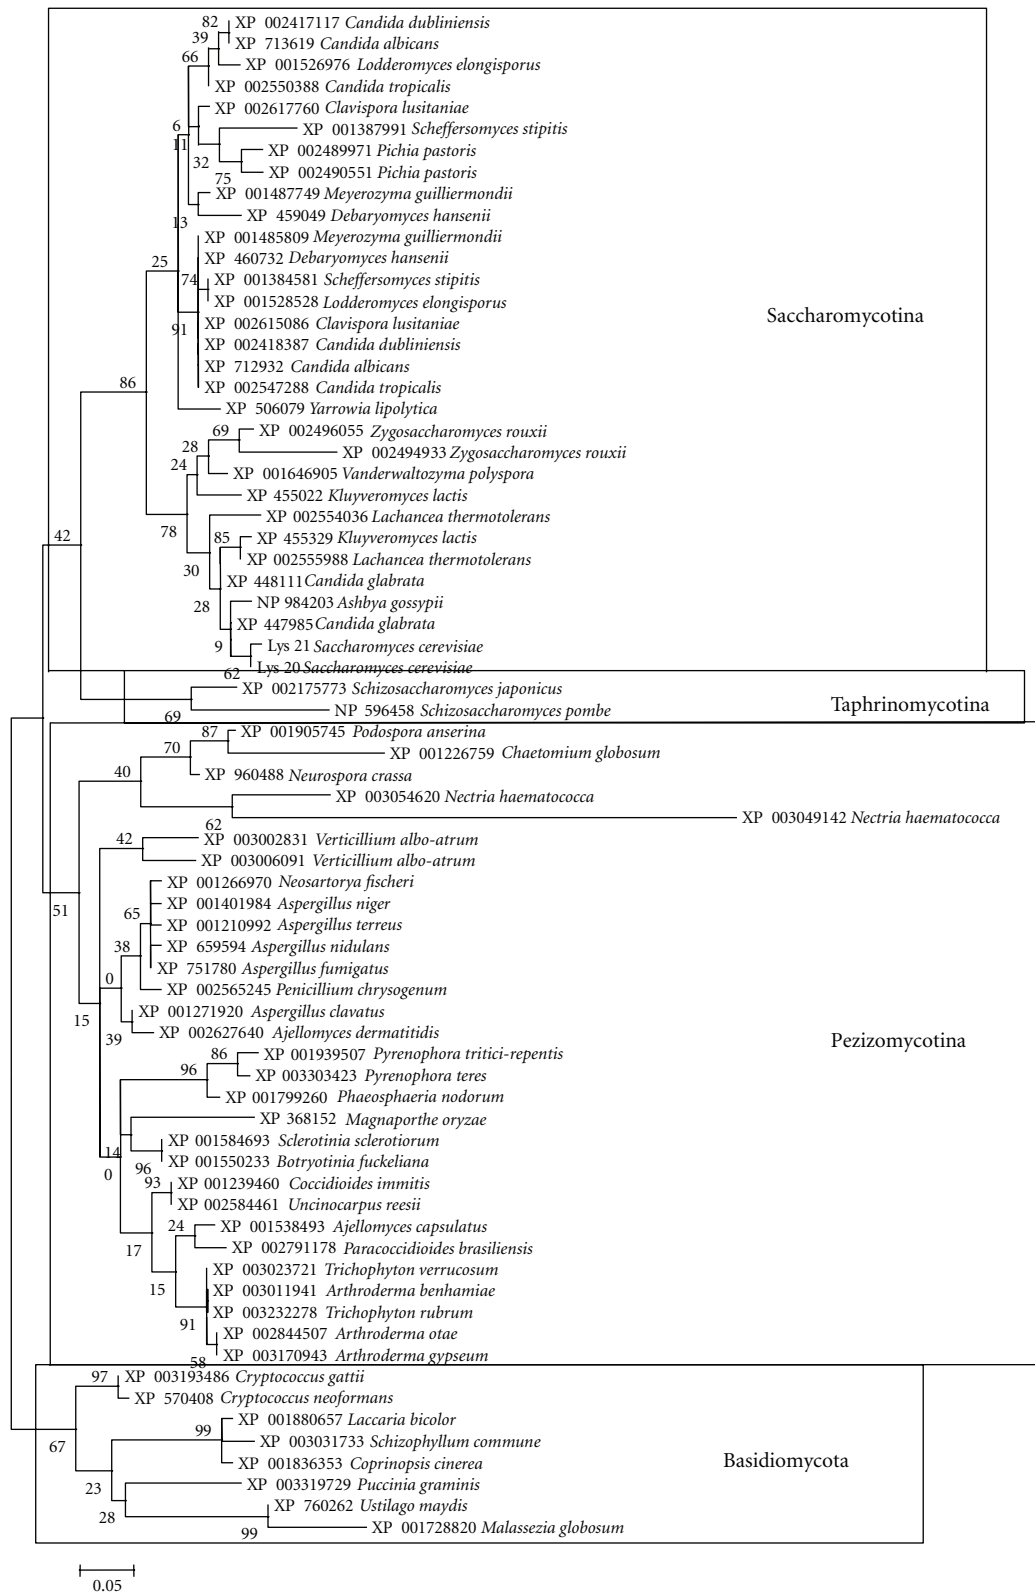 82 XP 002417117 Candida dubliniensis
39 XP 713619 Candida albicans
66 XP 001526976 Lodderomyces elongisporus
XP 002550388 Candida tropicalis
XP 002617760 Clavispora lusitaniae
6 XP 001387991 Scheffersomyces stipitis
11
32 XP 002489971 Pichia pastoris
75 XP 002490551 Pichia pastoris
XP 001487749 Meyerozyma guilliermondii
13 XP 459049 Debaryomyces hansenii
XP 001485809 Meyerozyma guilliermondii
25 XP 460732 Debaryomyces hansenii
74 XP 001384581 Scheffersomyces stipitis
XP 001528528 Lodderomyces elongisporus
Saccharomycotina
91 XP 002615086 Clavispora lusitaniae
XP 002418387 Candida dubliniensis
XP 712932 Candida albicans
86 XP 002547288 Candida tropicalis
XP 506079 Yarrowia lipolytica
69 XP 002496055 Zygosaccharomyces rouxii
28 XP 002494933 Zygosaccharomyces rouxii
24 XP 001646905 Vanderwaltozyma polyspora
XP 455022 Kluyveromyces lactis
78 XP 002554036 Lachancea thermotolerans
42 85 XP 455329 Kluyveromyces lactis
30 XP 002555988 Lachancea thermotolerans
XP 448111 Candida glabrata
28 NP 984203 Ashbya gossypii
XP 447985 Candida glabrata
9 Lys 21 Saccharomyces cerevisiae
62 Lys 20 Saccharomyces cerevisiae
XP 002175773 Schizosaccharomyces japonicus
Taphrinomycotina
69 NP 596458 Schizosaccharomyces pombe
87 XP 001905745 Podospora anserina
70 XP 001226759 Chaetomium globosum
40 XP 960488 Neurospora crassa
XP 003054620 Nectria haematococca
62 XP 003049142 Nectria haematococca
42 XP 003002831 Verticillium albo-atrum
XP 003006091 Verticillium albo-atrum
XP 001266970 Neosartorya fischeri
51 XP 001401984 Aspergillus niger
65 XP 001210992 Aspergillus terreus
38 XP 659594 Aspergillus nidulans
XP 751780 Aspergillus fumigatus
0 XP 002565245 Penicillium chrysogenum
15 XP 001271920 Aspergillus clavatus
39 XP 002627640 Ajellomyces dermatitidis
Pezizomycotina
86 XP 001939507 Pyrenophora tritici-repentis
96 XP 003303423 Pyrenophora teres
XP 001799260 Phaeosphaeria nodorum
XP 368152 Magnaporthe oryzae
14 XP 001584693 Sclerotinia sclerotiorum
0 96 XP 001550233 Botryotinia fuckeliana
93 XP 001239460 Coccidioides immitis
XP 002584461 Uncinocarpus reesii
24 XP 001538493 Ajellomyces capsulatus
17 XP 002791178 Paracoccidioides brasiliensis
XP 003023721 Trichophyton verrucosum
15 XP 003011941 Arthroderma benhamiae
XP 003232278 Trichophyton rubrum
91 XP 002844507 Arthroderma otae
58 XP 003170943 Arthroderma gypseum
97 XP 003193486 Cryptococcus gattii
XP 570408 Cryptococcus neoformans
XP 001880657 Laccaria bicolor
99 XP 003031733 Schizophyllum commune
67 XP 001836353 Coprinopsis cinerea
Basidiomycota
23 XP 003319729 Puccinia graminis
28 XP 760262 Ustilago maydis
99 XP 001728820 Malassezia globosum
0.05